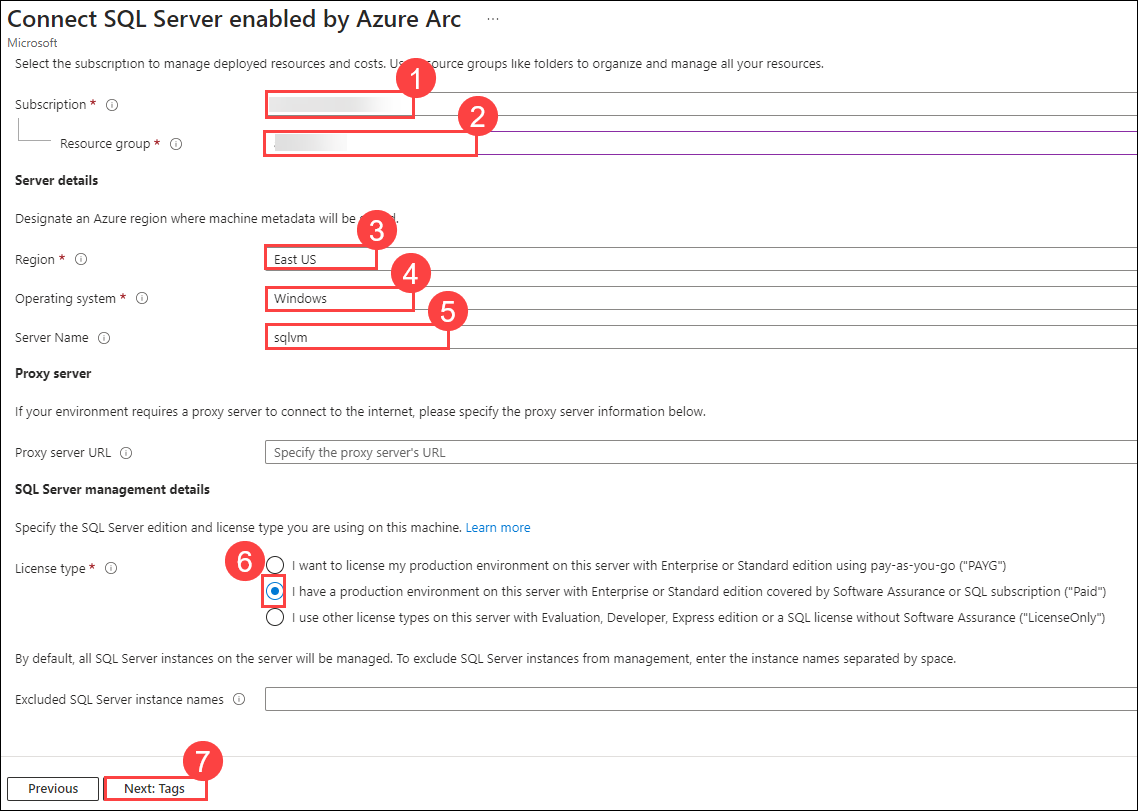 Connect SQL Server enabled by Azure Arc ...
Microsoft
Select the subscription to manage deployed resources and costs. Use resource groups like folders to organize and manage all your resources.
1
Subscription *
2
Resource group *
Server details
Designate an Azure region where machine metadata will be
3
Region * East US
4
Operating system * Windows
5
Server Name sqlvm
Proxy server
If your environment requires a proxy server to connect to the internet, please specify the proxy server information below.
Proxy server URL Specify the proxy server's URL
SQL Server management details
Specify the SQL Server edition and license type you are using on this machine. Learn more
6
I want to license my production environment on this server with Enterprise or Standard edition using pay-as-you-go ("PAYG")
License type *
I have a production environment on this server with Enterprise or Standard edition covered by Software Assurance or SQL subscription ("Paid")
I use other license types on this server with Evaluation, Developer, Express edition or a SQL license without Software Assurance ("LicenseOnly")
By default, all SQL Server instances on the server will be managed. To exclude SQL Server instances from management, enter the instance names separated by space.
Excluded SQL Server instance names
7
Previous Next: Tags